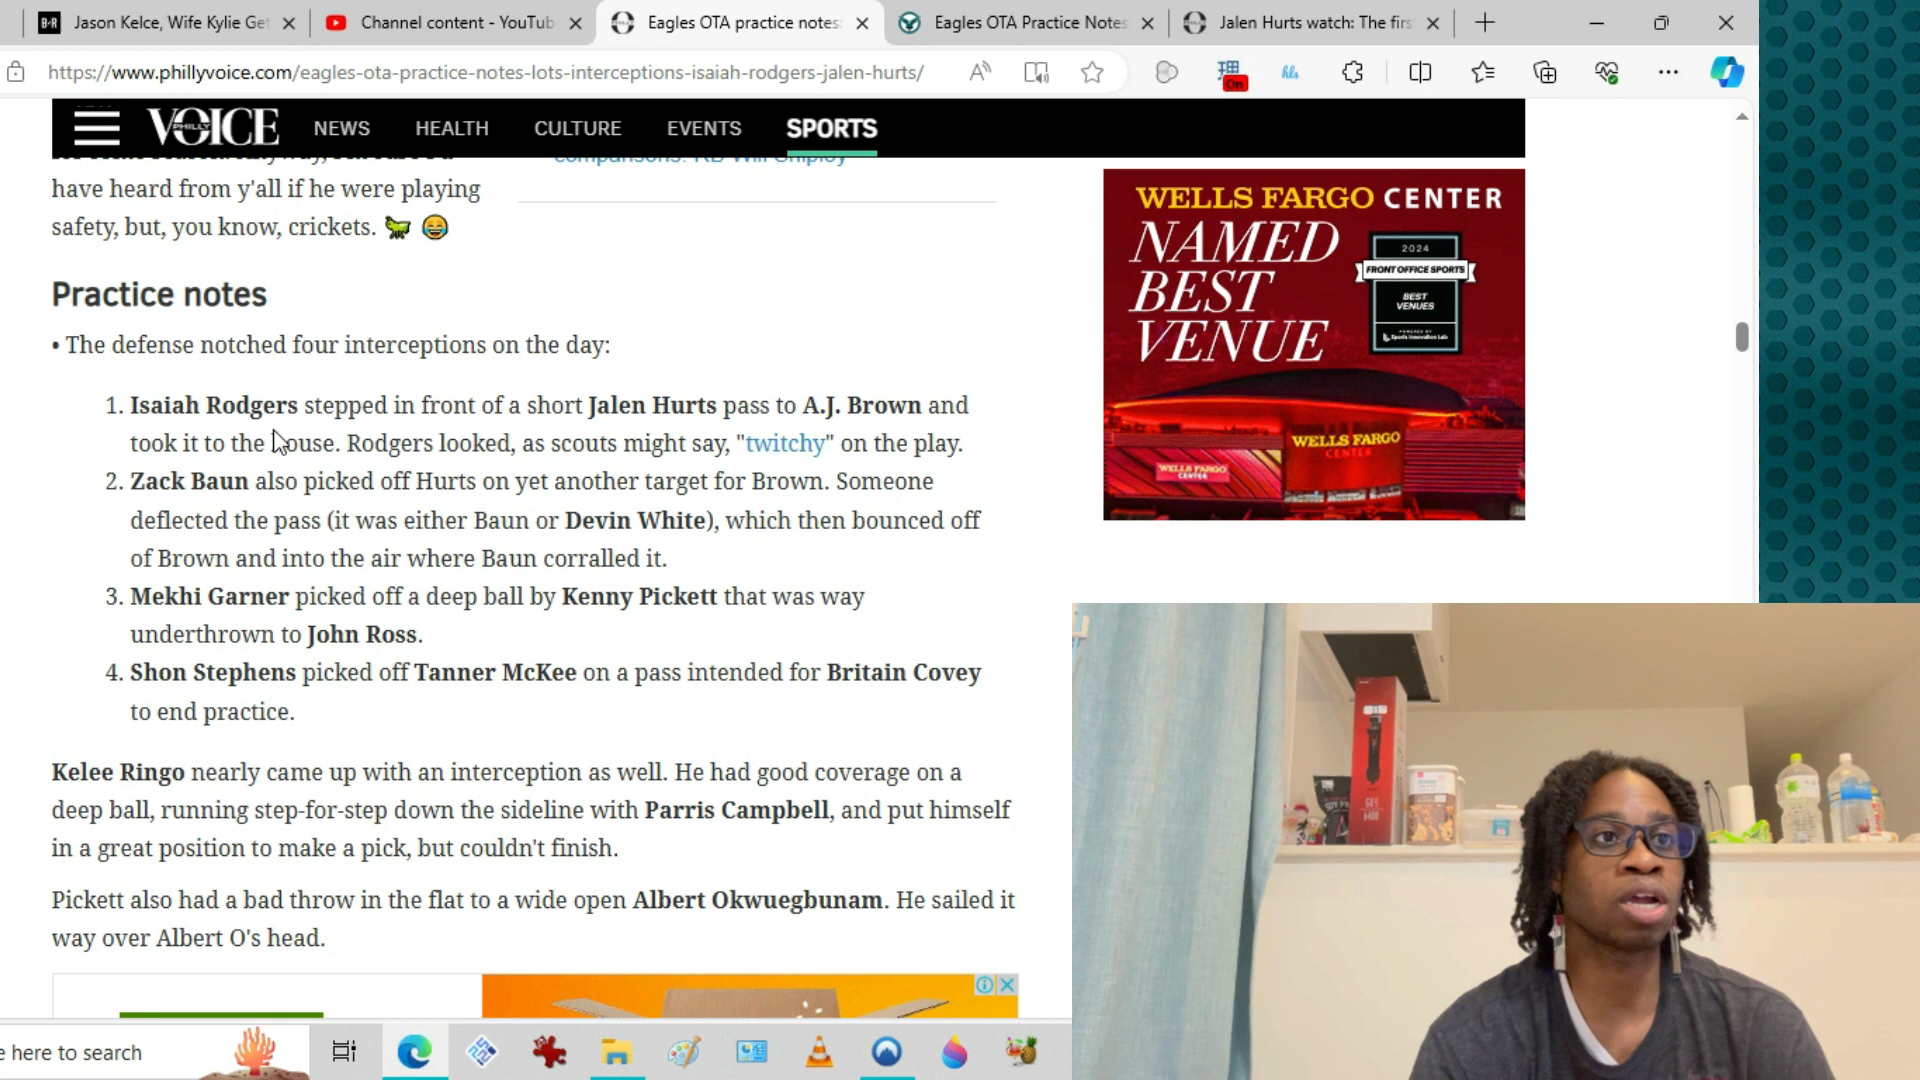 Jason Kelce, Wife Kylie Get
Channel content - YouTub
Eagles OTA practice notes:
Eagles OTA Practice Notes
Jalen Hurts watch: The firs
https://www.phillyvoice.com/eagles-ota-practice-notes-lots-interceptions-isaiah-rodgers-jalen-hurts/
On
hls
VOICE
PHILLY
NEWS
HEALTH
CULTURE
EVENTS
SPORTS
comparisons: RB Will Shipley
have heard from y'all if he were playing
safety, but, you know, crickets. 🦗 😂
Practice notes
• The defense notched four interceptions on the day:
1. Isaiah Rodgers stepped in front of a short Jalen Hurts pass to A.J. Brown and
took it to the house. Rodgers looked, as scouts might say, "twitchy" on the play.
2. Zack Baun also picked off Hurts on yet another target for Brown. Someone
deflected the pass (it was either Baun or Devin White), which then bounced off
of Brown and into the air where Baun corralled it.
3. Mekhi Garner picked off a deep ball by Kenny Pickett that was way
underthrown to John Ross.
4. Shon Stephens picked off Tanner McKee on a pass intended for Britain Covey
to end practice.
Kelee Ringo nearly came up with an interception as well. He had good coverage on a
deep ball, running step-for-step down the sideline with Parris Campbell, and put himself
in a great position to make a pick, but couldn't finish.
Pickett also had a bad throw in the flat to a wide open Albert Okwuegbunam. He sailed it
way over Albert O's head.
WELLS FARGO CENTER
NAMED
BEST
VENUE
2024
FRONT OFFICE SPORTS
BEST
VENUES
WELLS FARGO
CENTER
WELLS FARGO
CENTER
e here to search